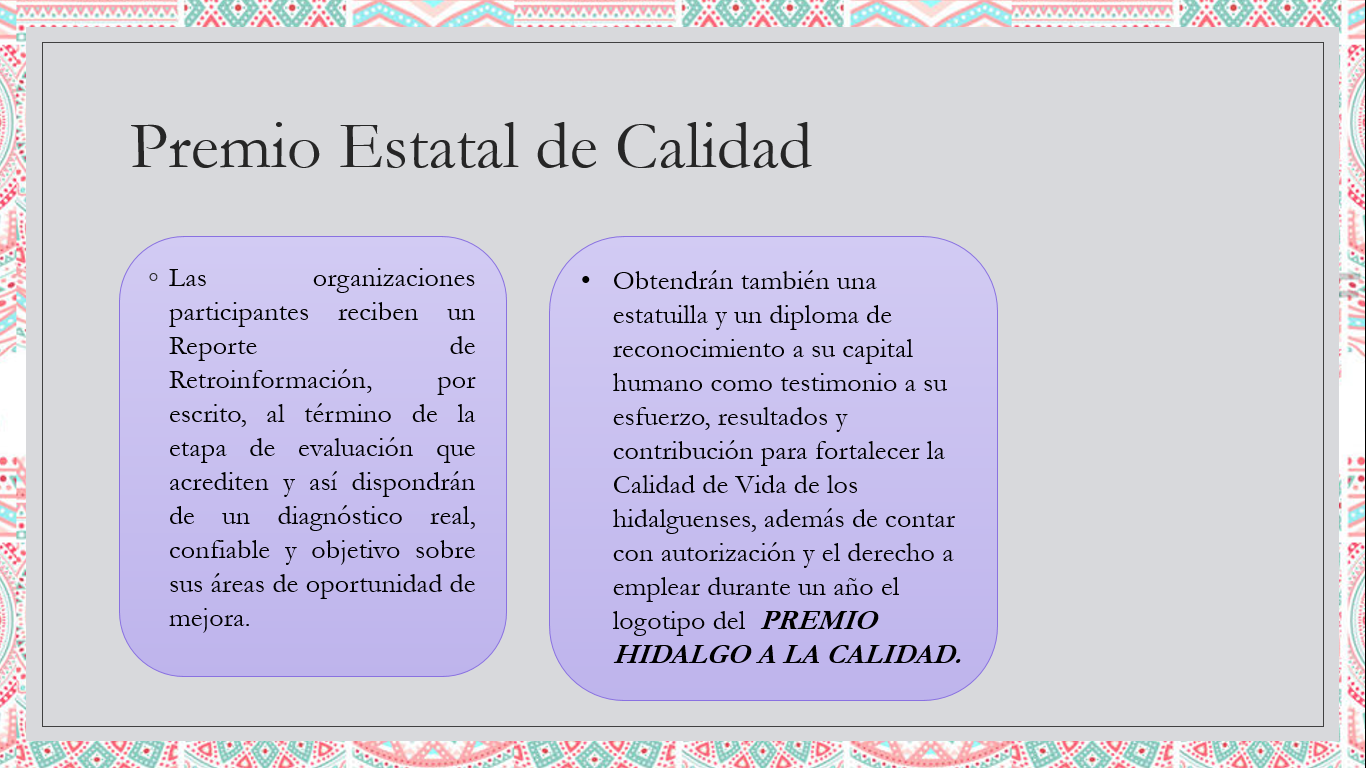 Premio Estatal de Calidad
◦ Las organizaciones
participantes reciben un
Reporte de
Retroinformación, por
escrito, al término de la
etapa de evaluación que
acrediten y así dispondrán
de un diagnóstico real,
confiable y objetivo sobre
sus áreas de oportunidad de
mejora.
• Obtendrán también una
estatuilla y un diploma de
reconocimiento a su capital
humano como testimonio a su
esfuerzo, resultados y
contribución para fortalecer la
Calidad de Vida de los
hidalguenses, además de contar
con autorización y el derecho a
emplear durante un año el
logotipo del PREMIO
HIDALGO A LA CALIDAD.